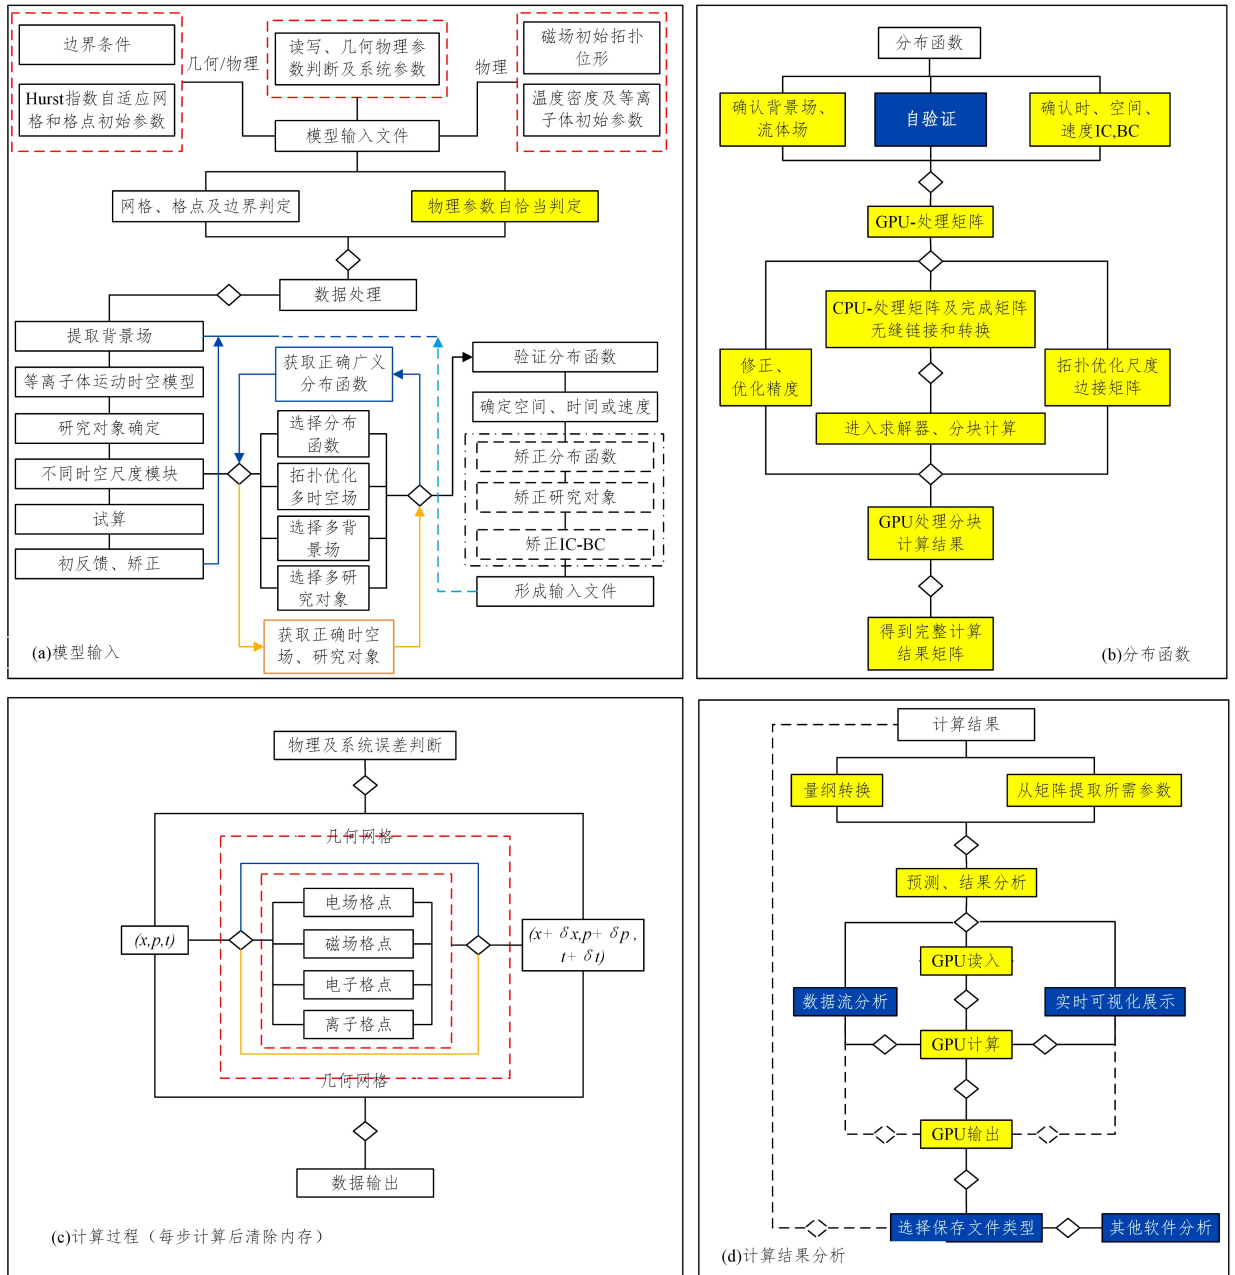 边界条件
Hurst指数自适应网
格和格点初始参数
几何/物理
读写、几何物理参
数判断及系统参数
物理
磁场初始拓扑
位形
温度密度及等离
子体初始参数
模型输入文件
网格、格点及边界判定
物理参数自恰当判定
数据处理
提取背景场
等离子体运动时空模型
研究对象确定
不同时空尺度模块
试算
初反馈、矫正
获取正确广义
分布函数
选择分布
函数
拓扑优化
多时空场
选择多背
景场
选择多研
究对象
获取正确时空
场、研究对象
验证分布函数
确定空间、时间或速度
矫正分布函数
矫正研究对象
矫正IC-BC
形成输入文件
(a)模型输入
分布函数
确认背景场、
流体场
自验证
确认时、空间、
速度IC,BC
GPU-处理矩阵
CPU-处理矩阵及完成矩阵
无缝链接和转换
修正、
优化精度
拓扑优化尺度
边接矩阵
进入求解器、分块计算
GPU处理分块
计算结果
得到完整计算
结果矩阵
(b)分布函数
物理及系统误差判断
几何网格
(x,p,t)
电场格点
磁场格点
电子格点
离子格点
(x+ δx,p+ δp ,
t+ δt)
几何网格
数据输出
(c)计算过程（每步计算后清除内存）
计算结果
量纲转换
从矩阵提取所需参数
预测、结果分析
GPU读入
数据流分析
实时可视化展示
GPU计算
GPU输出
选择保存文件类型
其他软件分析
(d)计算结果分析